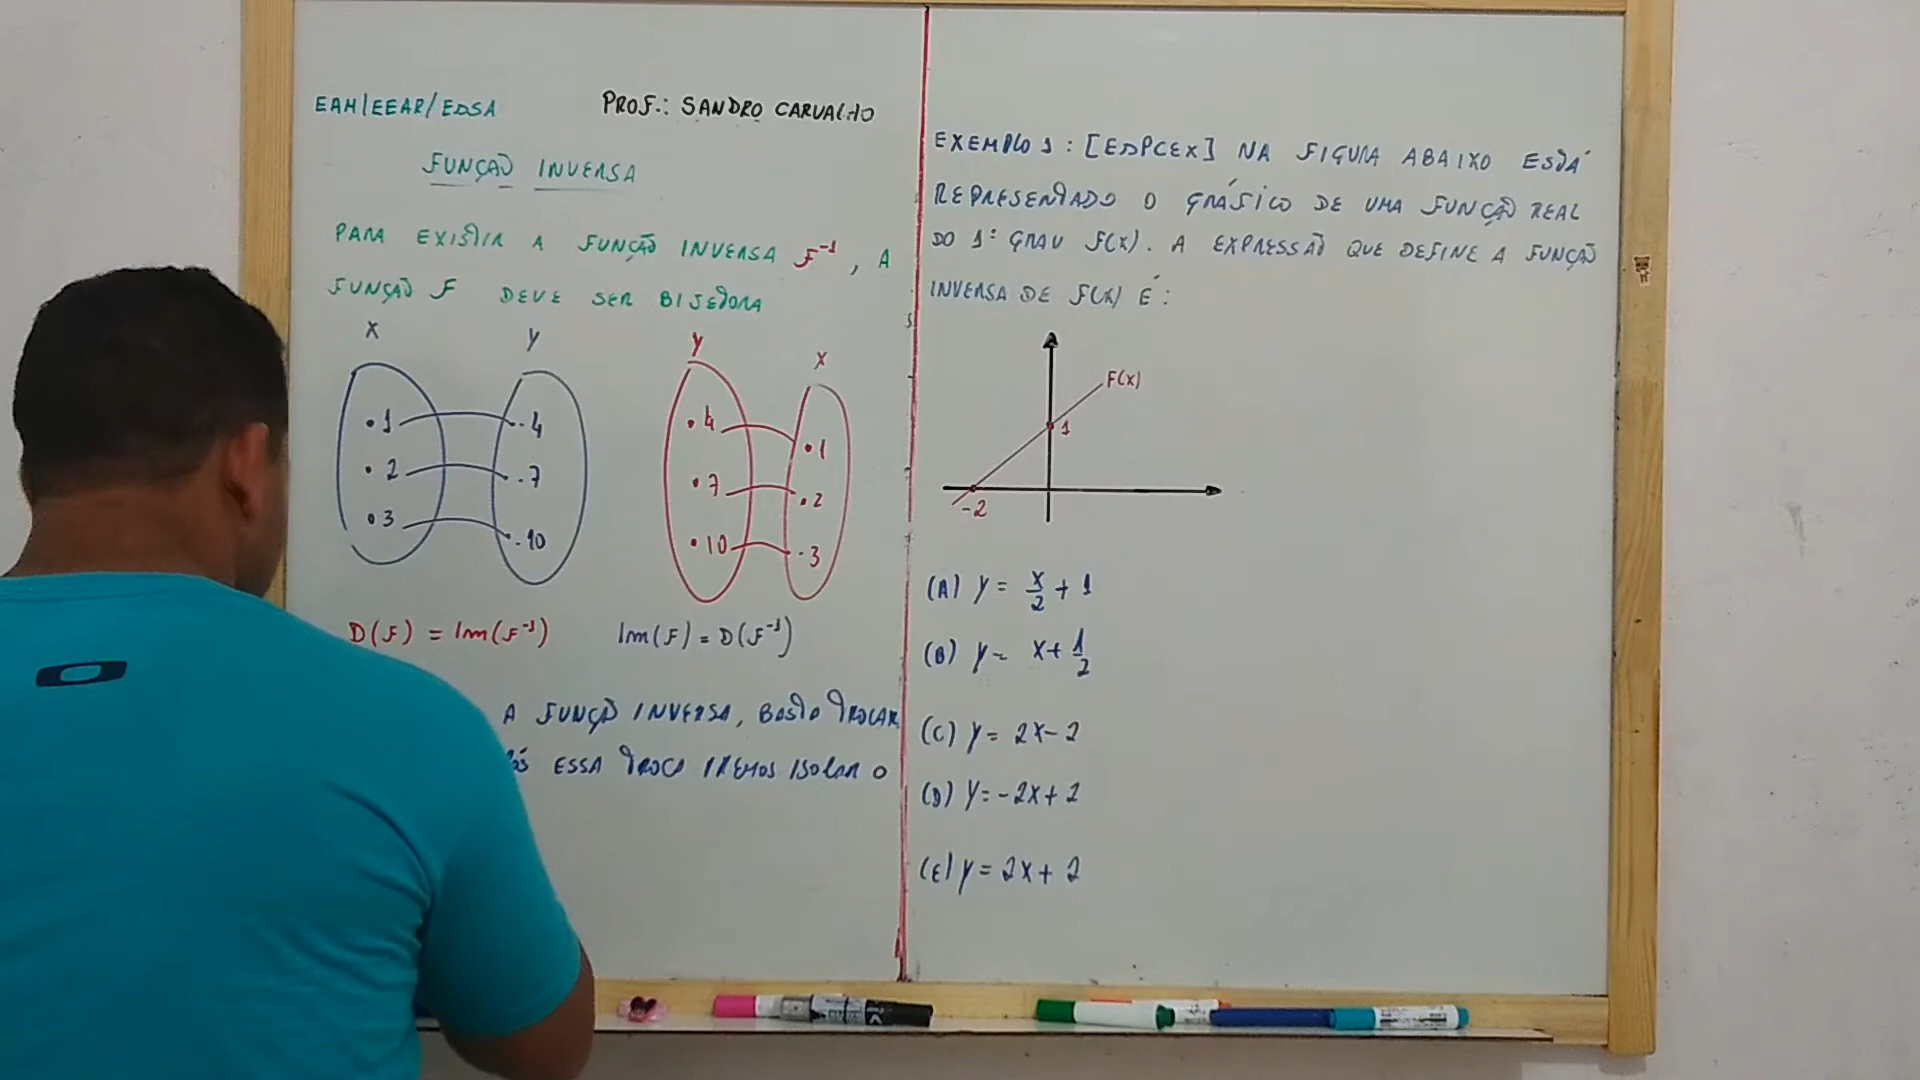 EAM/EEAR/ESSA
PROF.: SANDRO CARVALHO
FUNÇÃO INVERSA
PARA EXISTIR A FUNÇÃO INVERSA F⁻¹, A
FUNÇÃO F DEVE SER BIJETORA
X Y Y X
1 4 4 1
2 7 7 2
3 10 10 3
D(F) = Im(F⁻¹) Im(F) = D(F⁻¹)
A FUNÇÃO INVERSA, BASTA TROCAR
ESSA TROCA IREMOS ISOLAR O
EXEMPLO 1: [ESPCEX] NA FIGURA ABAIXO ESTÁ
REPRESENTADO O GRÁFICO DE UMA FUNÇÃO REAL
DO 1º GRAU F(X). A EXPRESSÃO QUE DEFINE A FUNÇÃO
INVERSA DE F(X) É:
F(X)
1
-2
(A) Y = X/2 + 1
(B) Y = X + 1/2
(C) Y = 2X - 2
(D) Y = -2X + 2
(E) Y = 2X + 2